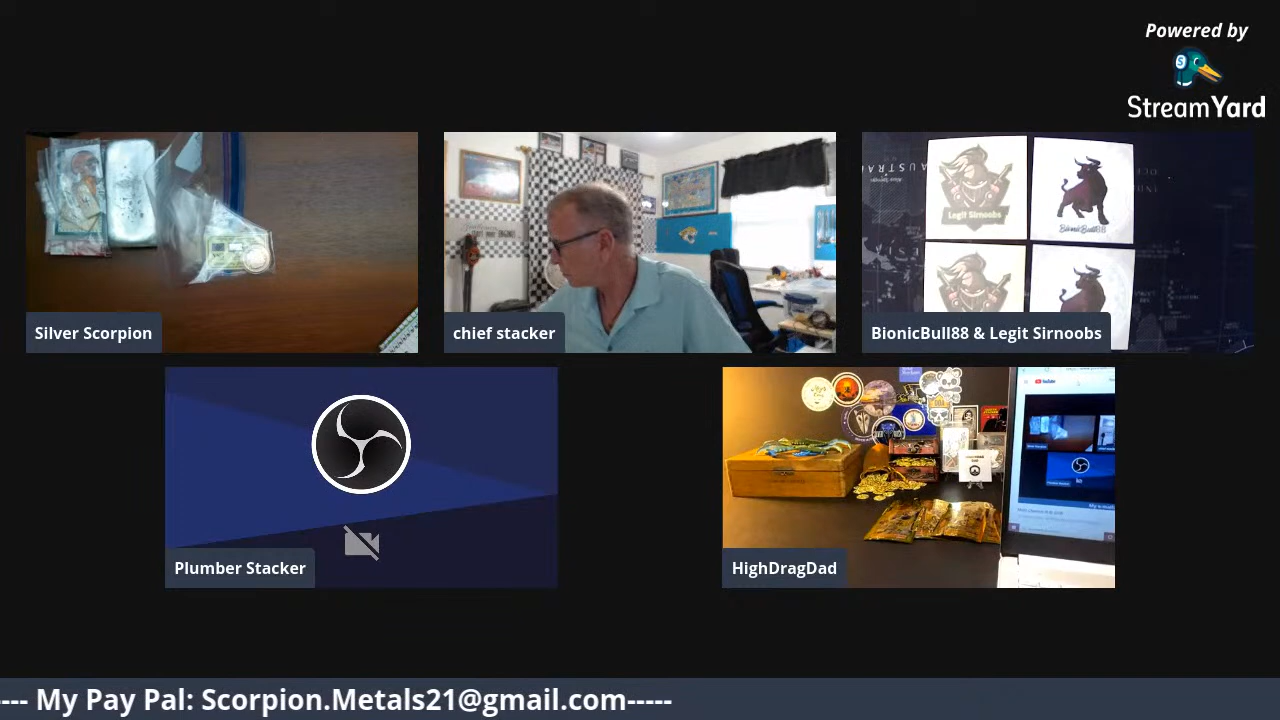 Powered by
StreamYard
Legit Sirnoobs
BionicBull88
Silver Scorpion
chief stacker
BionicBull88 & Legit Sirnoobs
YouTube
Plumber Stacker
HighDragDad
---- My Pay Pal: Scorpion.Metals21@gmail.com-----